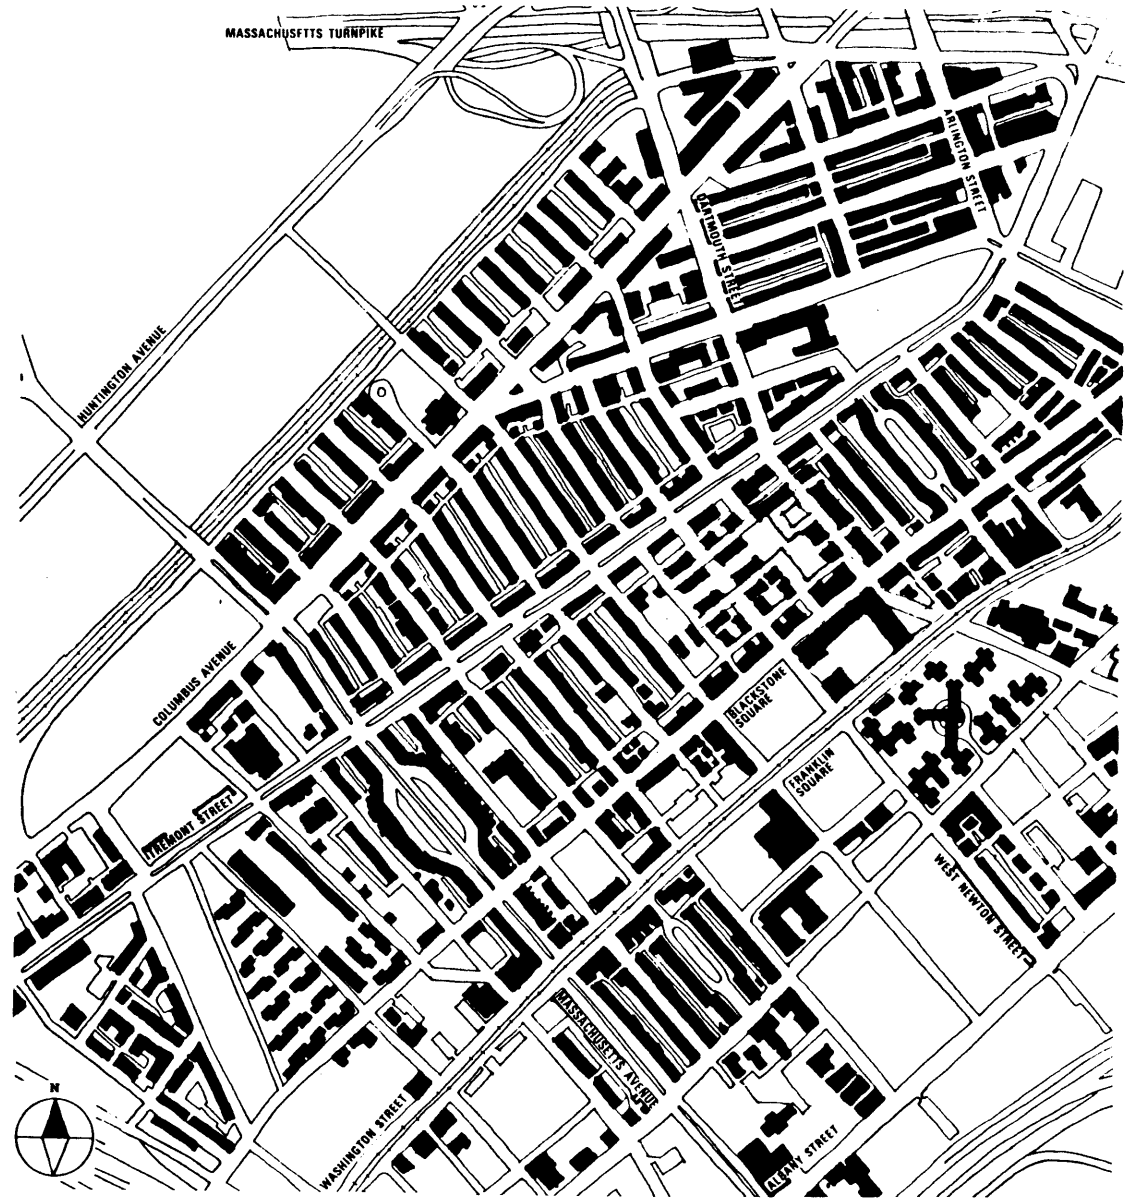 MASSACHUSETTS TURNPIKE
ARLINGTON STREET
DARTMOUTH STREET
HUNTINGTON AVENUE
COLUMBUS AVENUE
BLACKSTONE
SQUARE
FRANKLIN
SQUARE
TREMONT STREET
WEST NEWTON STREET
MASSACHUSETTS AVENUE
N
WASHINGTON STREET
ALBANY STREET